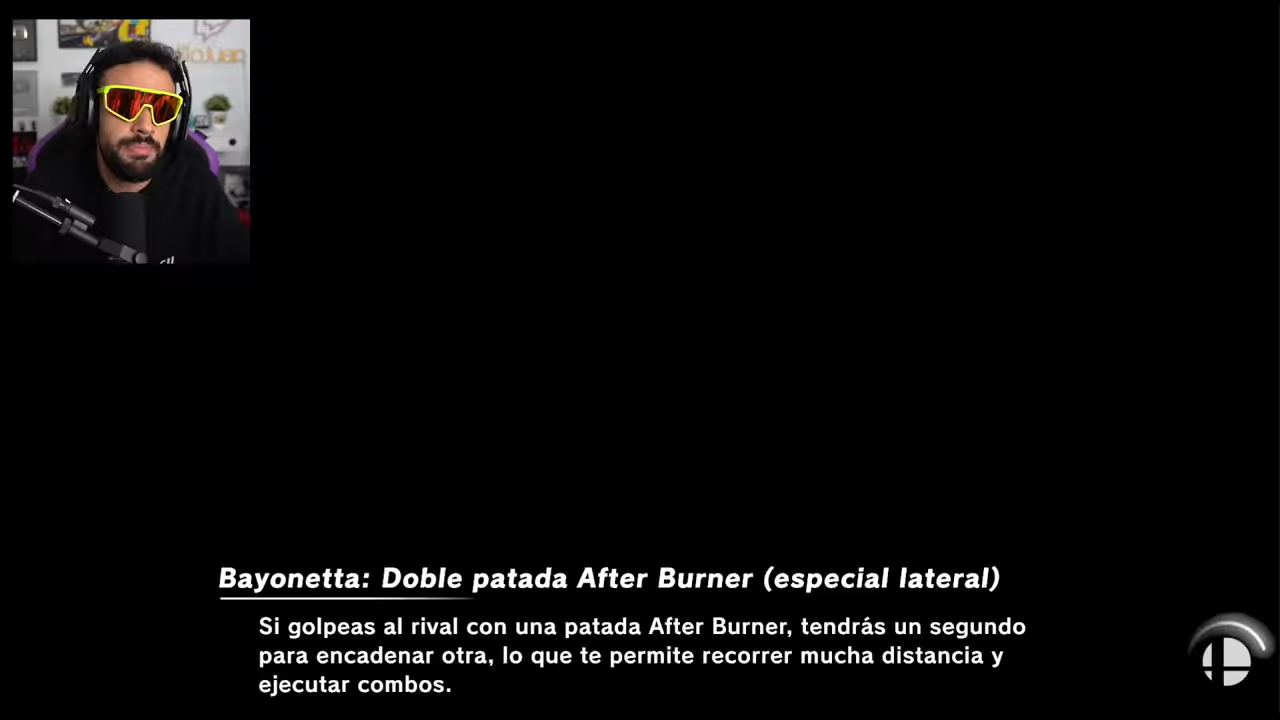 Bayonetta: Doble patada After Burner (especial lateral)
Si golpeas al rival con una patada After Burner, tendrás un segundo
para encadenar otra, lo que te permite recorrer mucha distancia y
ejecutar combos.